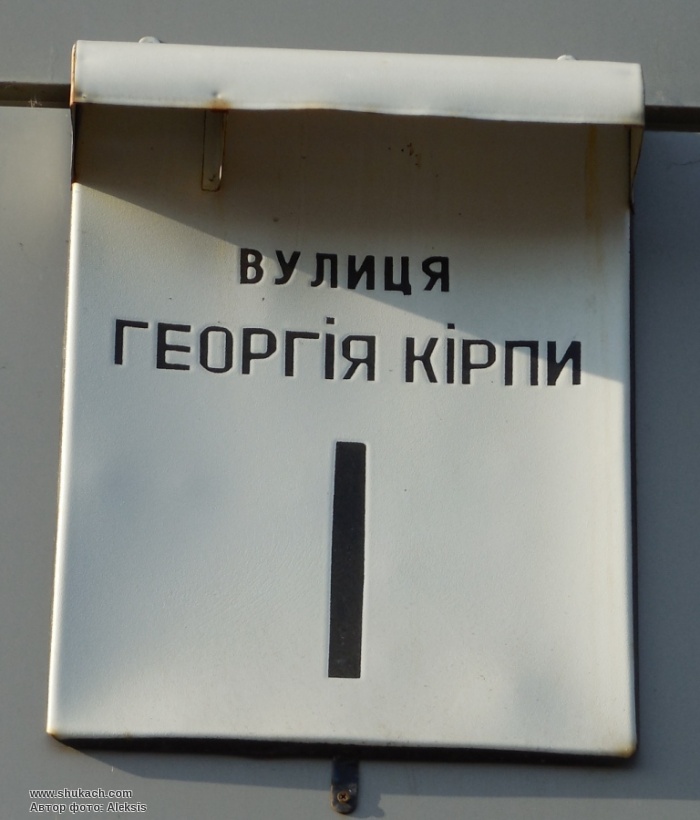 ВУЛИЦЯ
ГЕОРГІЯ КІРПИ
1
www.shukach.com
Автор фото: Aleksis